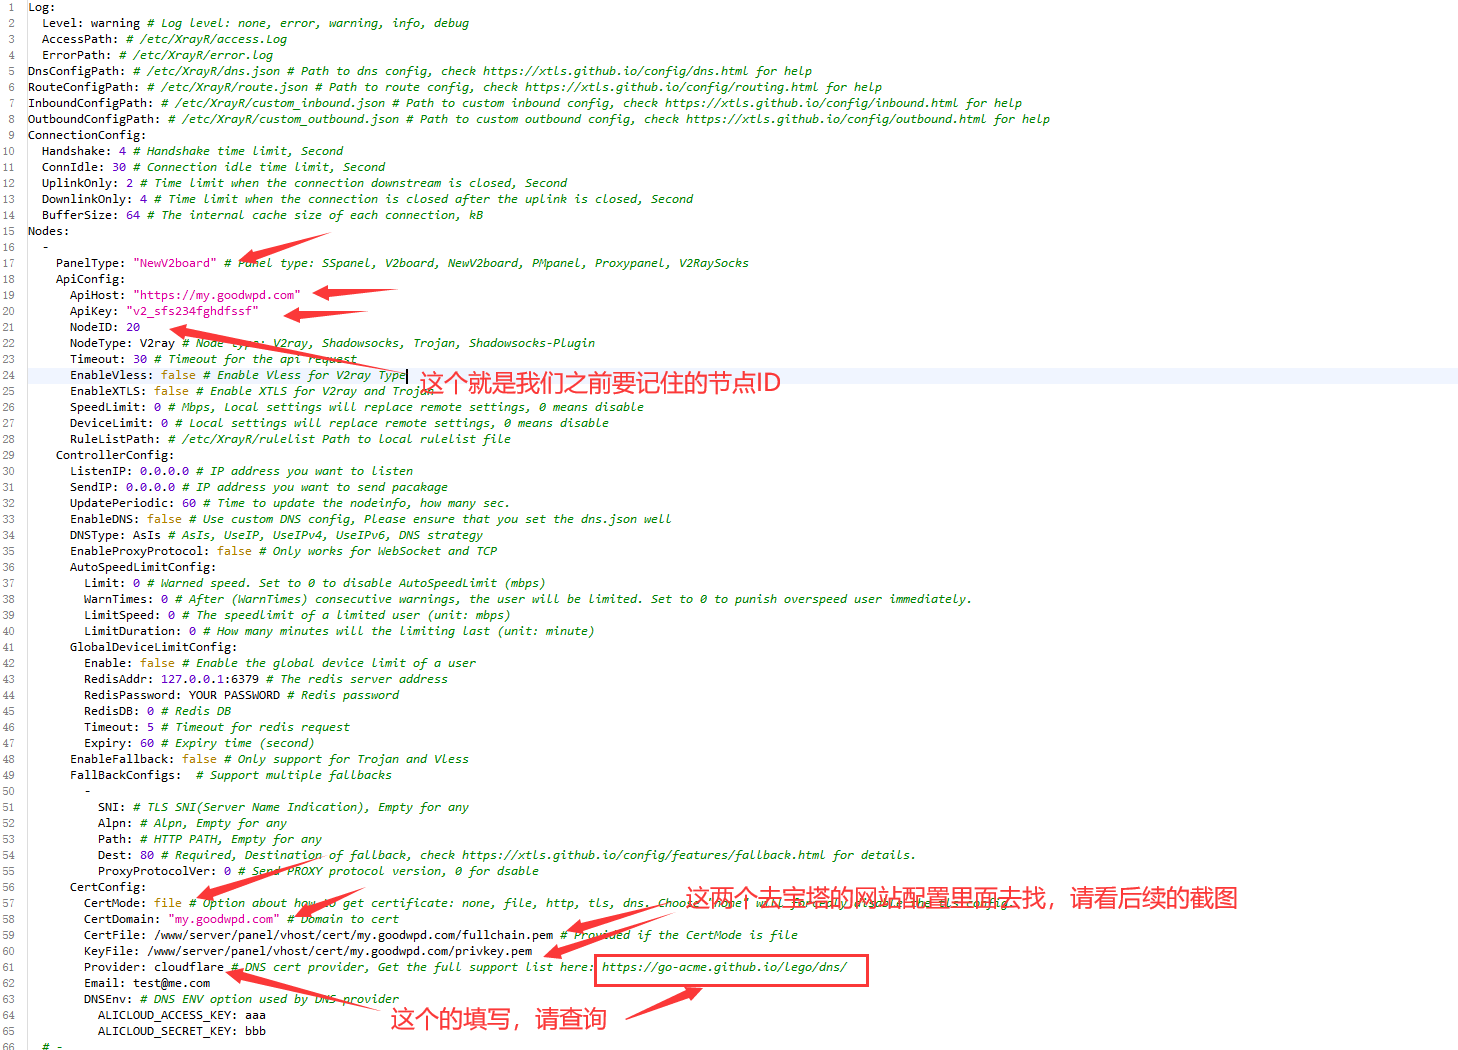 1 Log:
2 Level: warning # Log level: none, error, warning, info, debug
3 AccessPath: # /etc/XrayR/access.Log
4 ErrorPath: # /etc/XrayR/error.log
5 DnsConfigPath: # /etc/XrayR/dns.json # Path to dns config, check https://xtls.github.io/config/dns.html for help
6 RouteConfigPath: # /etc/XrayR/route.json # Path to route config, check https://xtls.github.io/config/routing.html for help
7 InboundConfigPath: # /etc/XrayR/custom_inbound.json # Path to custom inbound config, check https://xtls.github.io/config/inbound.html for help
8 OutboundConfigPath: # /etc/XrayR/custom_outbound.json # Path to custom outbound config, check https://xtls.github.io/config/outbound.html for help
9 ConnectionConfig:
10 Handshake: 4 # Handshake time limit, Second
11 ConnIdle: 30 # Connection idle time limit, Second
12 UplinkOnly: 2 # Time limit when the connection downstream is closed, Second
13 DownlinkOnly: 4 # Time limit when the connection is closed after the uplink is closed, Second
14 BufferSize: 64 # The internal cache size of each connection, kB
15 Nodes:
16 -
17 PanelType: "NewV2board" # Panel type: SSpanel, V2board, NewV2board, PMpanel, Proxypanel, V2RaySocks
18 ApiConfig:
19 ApiHost: "https://my.goodwpd.com"
20 ApiKey: "v2_sfs234fghdfssf"
21 NodeID: 20
22 NodeType: V2ray # Node type: V2ray, Shadowsocks, Trojan, Shadowsocks-Plugin
23 Timeout: 30 # Timeout for the api request
24 EnableVless: false # Enable Vless for V2ray Type
这个就是我们之前要记住的节点ID
25 EnableXTLS: false # Enable XTLS for V2ray and Trojan
26 SpeedLimit: 0 # Mbps, Local settings will replace remote settings, 0 means disable
27 DeviceLimit: 0 # Local settings will replace remote settings, 0 means disable
28 RuleListPath: # /etc/XrayR/rulelist Path to local rulelist file
29 ControllerConfig:
30 ListenIP: 0.0.0.0 # IP address you want to listen
31 SendIP: 0.0.0.0 # IP address you want to send pacakage
32 UpdatePeriodic: 60 # Time to update the nodeinfo, how many sec.
33 EnableDNS: false # Use custom DNS config, Please ensure that you set the dns.json well
34 DNSType: AsIs # AsIs, UseIP, UseIPv4, UseIPv6, DNS strategy
35 EnableProxyProtocol: false # Only works for WebSocket and TCP
36 AutoSpeedLimitConfig:
37 Limit: 0 # Warned speed. Set to 0 to disable AutoSpeedLimit (mbps)
38 WarnTimes: 0 # After (WarnTimes) consecutive warnings, the user will be limited. Set to 0 to punish overspeed user immediately.
39 LimitSpeed: 0 # The speedlimit of a limited user (unit: mbps)
40 LimitDuration: 0 # How many minutes will the limiting last (unit: minute)
41 GlobalDeviceLimitConfig:
42 Enable: false # Enable the global device limit of a user
43 RedisAddr: 127.0.0.1:6379 # The redis server address
44 RedisPassword: YOUR PASSWORD # Redis password
45 RedisDB: 0 # Redis DB
46 Timeout: 5 # Timeout for redis request
47 Expiry: 60 # Expiry time (second)
48 EnableFallback: false # Only support for Trojan and Vless
49 FallBackConfigs: # Support multiple fallbacks
50 -
51 SNI: # TLS SNI(Server Name Indication), Empty for any
52 Alpn: # Alpn, Empty for any
53 Path: # HTTP PATH, Empty for any
54 Dest: 80 # Required, Destination of fallback, check https://xtls.github.io/config/features/fallback.html for details.
55 ProxyProtocolVer: 0 # Send PROXY protocol version, 0 for dsable
56 CertConfig:
57 CertMode: file # Option about how to get certificate: none, file, http, tls, dns. Choose "none" will forcedly disable the tls config.
这两个去宝塔的网站配置里面去找，请看后续的截图
58 CertDomain: "my.goodwpd.com" # Domain to cert
59 CertFile: /www/server/panel/vhost/cert/my.goodwpd.com/fullchain.pem # Provided if the CertMode is file
60 KeyFile: /www/server/panel/vhost/cert/my.goodwpd.com/privkey.pem
61 Provider: cloudflare # DNS cert provider, Get the full support list here: https://go-acme.github.io/lego/dns/
62 Email: test@me.com
63 DNSEnv: # DNS ENV option used by DNS provider
64 ALICLOUD_ACCESS_KEY: aaa
这个的填写，请查询
65 ALICLOUD_SECRET_KEY: bbb
66 # -